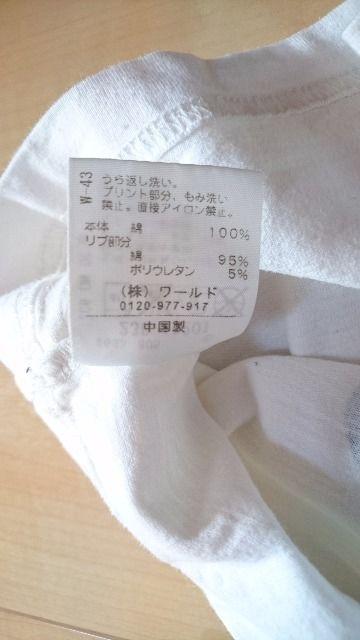 W-43
うら返し洗い。
プリント部分、もみ洗い
禁止。直接アイロン禁止。
本体 綿 100%
リブ部分
綿 95%
ポリウレタン 5%
(株) ワールド
0120-977-917
中国製